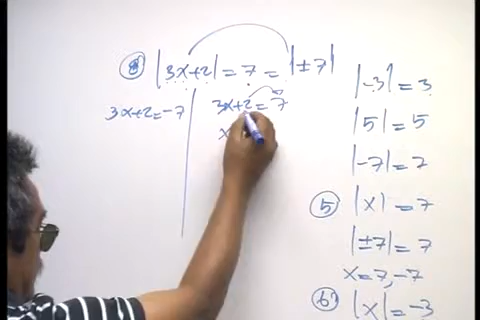 ⑧ |3x+2| = 7 = |±7|
3x+2=-7
3x+2=7
x
|-3| = 3
|5| = 5
|-7| = 7
⑤ |x| = 7
|±7| = 7
x=7,-7
⑥ |x| = -3